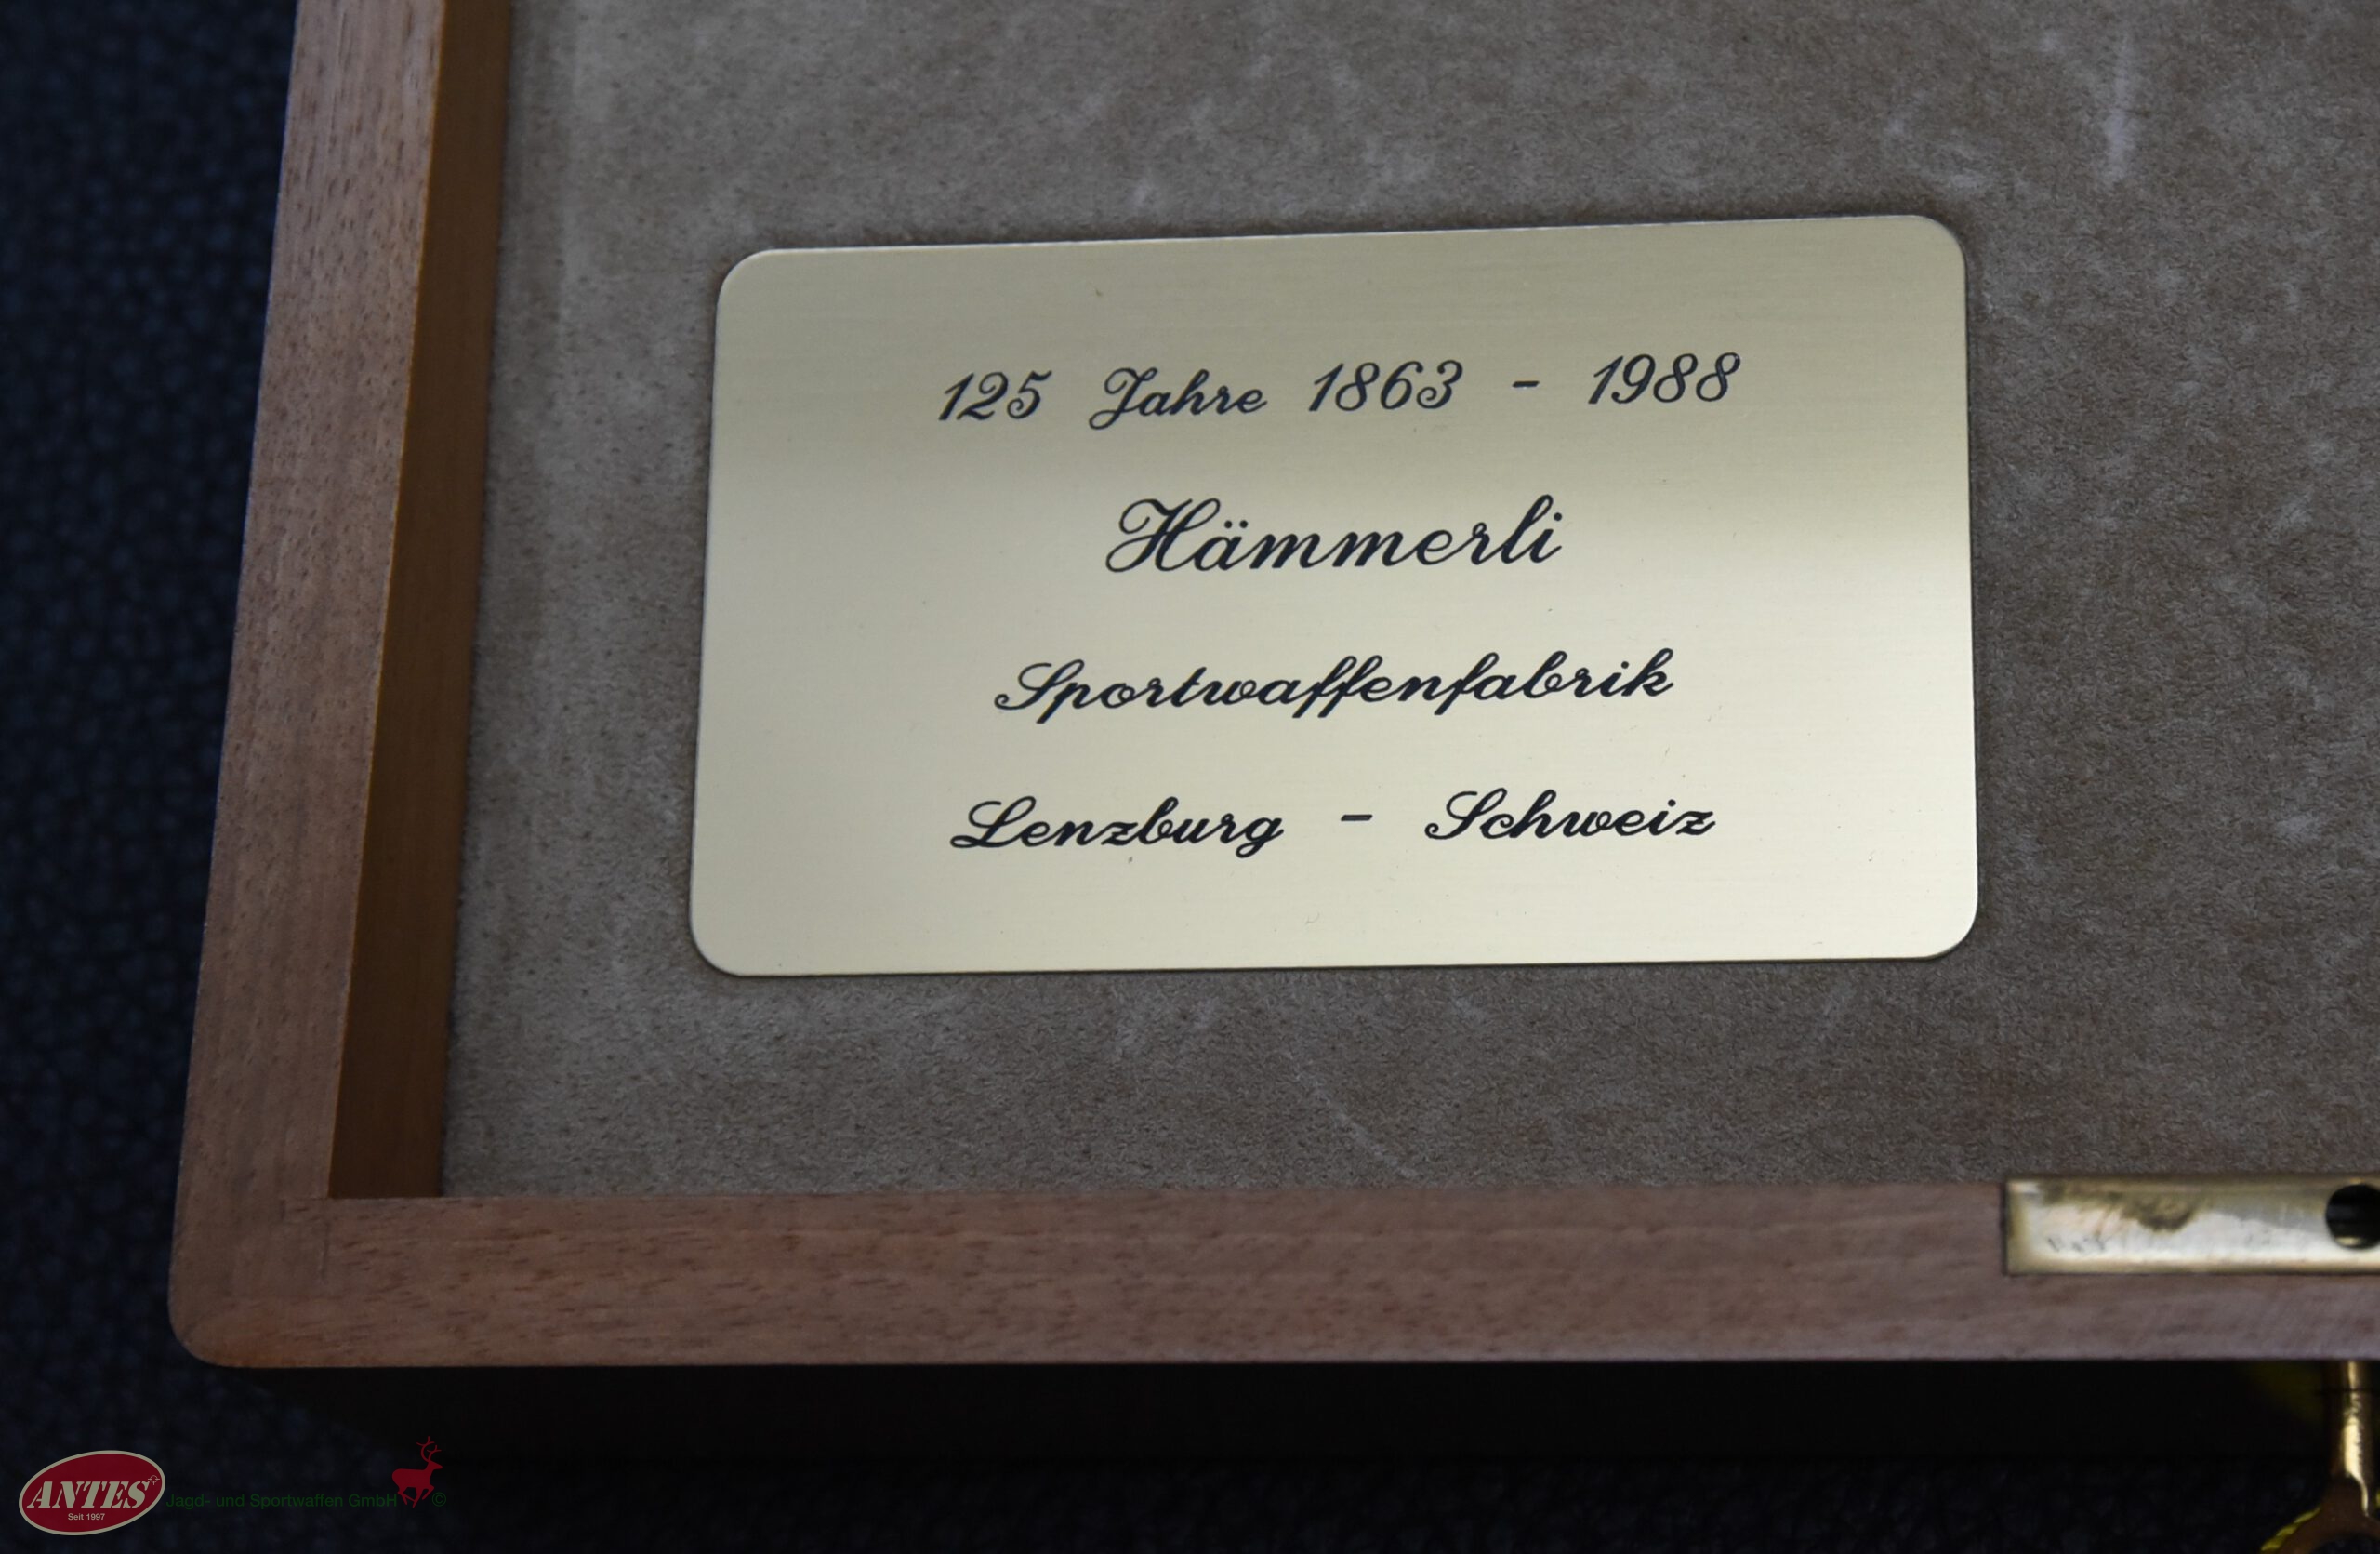 125 Jahre 1863 - 1988
Hämmerli
Sportwaffenfabrik
Lenzburg - Schweiz
ANTES
Seit 1997
Jagd- und Sportwaffen GmbH ©